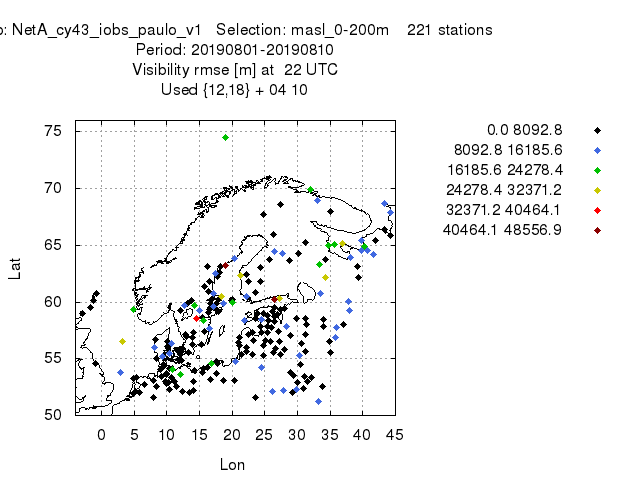 : NetA_cy43_iobs_paulo_v1 Selection: masl_0-200m 221 stations
Period: 20190801-20190810
Visibility rmse [m] at 22 UTC
Used {12,18} + 04 10
0.0 8092.8
8092.8 16185.6
16185.6 24278.4
24278.4 32371.2
32371.2 40464.1
40464.1 48556.9
75
70
65
60
55
50
Lat
0 5 10 15 20 25 30 35 40 45
Lon